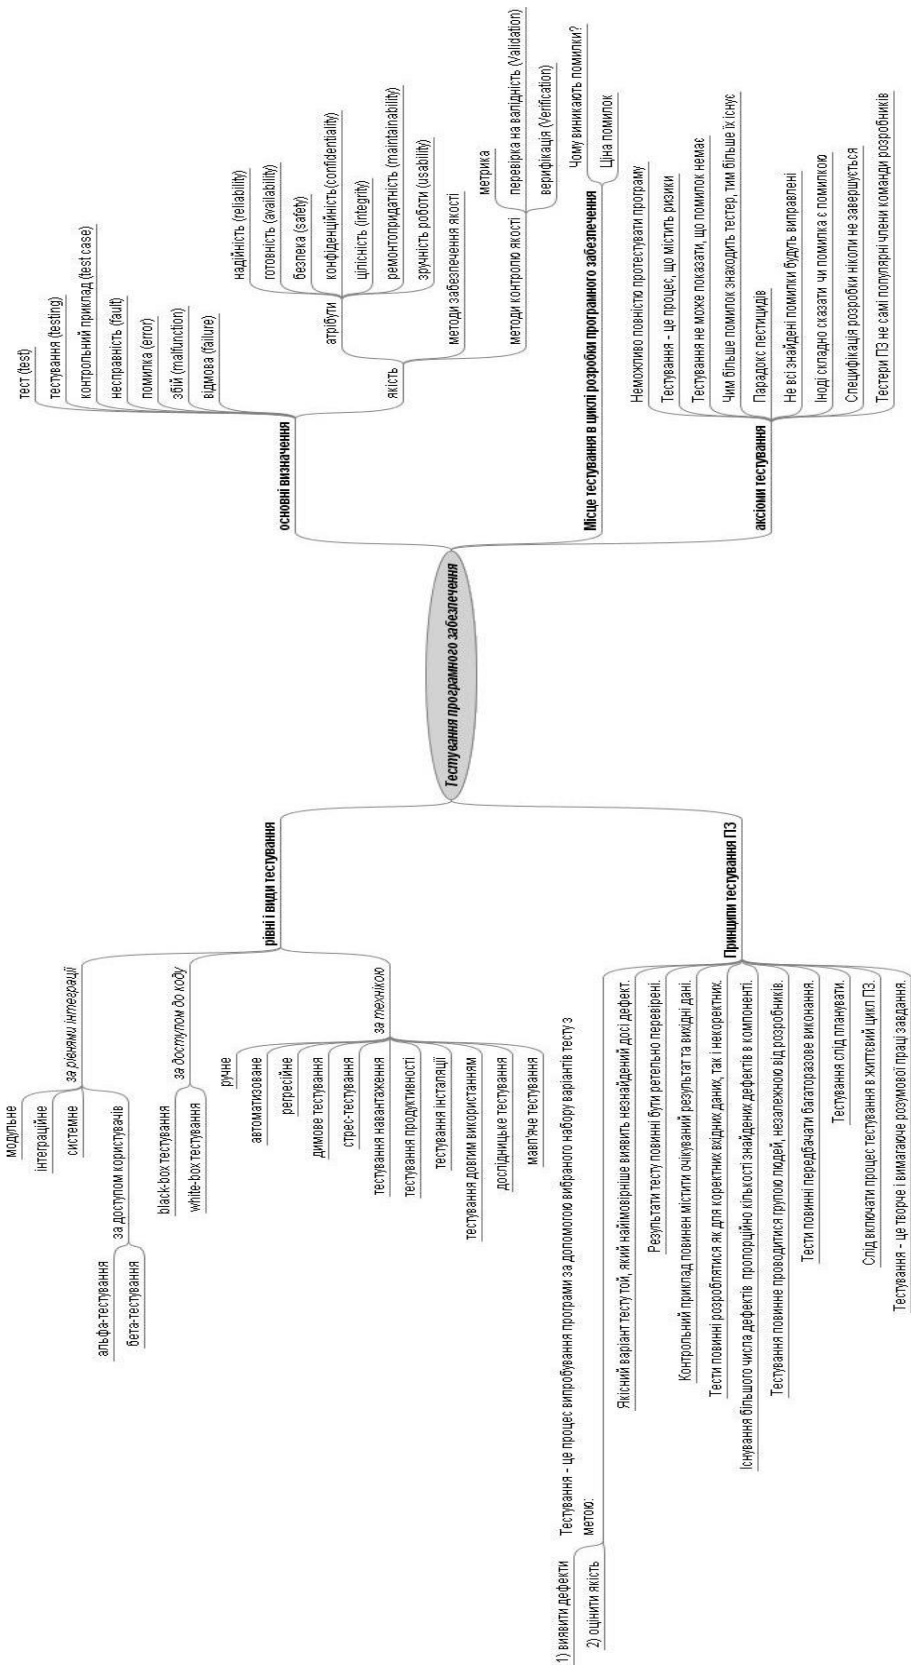 Тестування програмного забезпечення
основні визначення
тест (test)
тестування (testing)
контрольний приклад (test case)
несправність (fault)
помилка (error)
збій (malfunction)
відмова (failure)
якість
атрібути
надійність (reliability)
готовність (availability)
безпека (safety)
конфіденційність(confidentiality)
цілісність (integrity)
ремонтопридатність (maintainability)
зручність роботи (usability)
методи забезпечення якості
методи контролю якості
метрика
перевірка на валідність (Validation)
верифікація (Verification)
Місце тестування в циклі розробки програмного забезпечення
Чому виникають помилки?
Ціна помилок
аксіоми тестування
Неможливо повністю протестувати програму
Тестування - це процес, що містить ризики
Тестування не може показати, що помилок немає
Чим більше помилок знаходить тестер, тим більше їх існує
Парадокс пестицидів
Не всі знайдені помилки будуть виправлені
Іноді складно сказати чи помилка є помилкою
Специфікація розробки ніколи не завершується
Тестери ПЗ не самі популярні члени команди розробників
рівні і види тестування
за рівнями інтеграції
модульне
інтеграційне
системне
за доступом користувачів
альфа-тестування
бета-тестування
за доступом до коду
black-box тестування
white-box тестування
за технікою
ручне
автоматизоване
регресійне
димове тестування
стрес-тестування
тестування навантаження
тестування продуктивності
тестування інсталяції
тестування довгим використанням
дослідницьке тестування
мавп'яче тестування
Принципи тестування ПЗ
Тестування - це процес випробування програми за допомогою вибраного набору варіантів тесту з
метою:
1) виявити дефекти
2) оцінити якість
Якісний варіант тесту той, який найімовірніше виявить незнайдений досі дефект.
Результати тесту повинні бути ретельно перевірені.
Контрольний приклад повинен містити очікуваний результат та вихідні дані.
Тести повинні розроблятися як для коректних вхідних даних, так і некоректних.
Існування більшого числа дефектів пропорційно кількості знайдених дефектів в компоненті.
Тестування повинне проводитися групою людей, незалежною від розробників.
Тести повинні передбачати багаторазове виконання.
Тестування слід планувати.
Слід включати процес тестування в життєвий цикл ПЗ.
Тестування - це творче і вимагаюче розумової праці завдання.